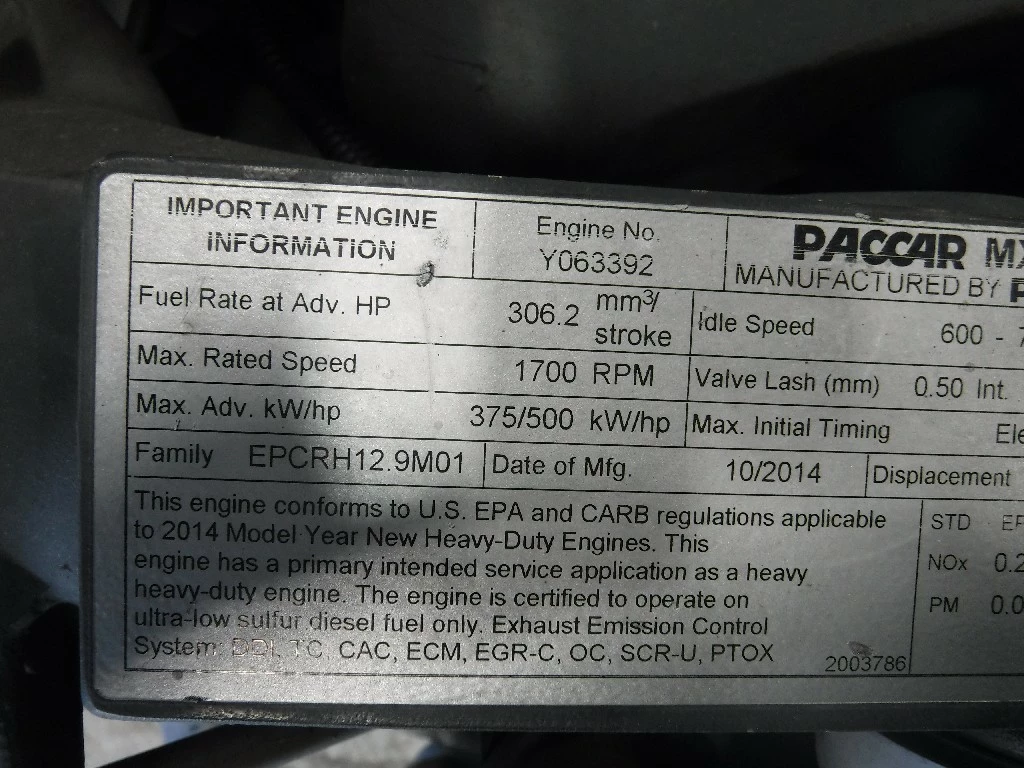 IMPORTANT ENGINE
INFORMATION
Engine No.
Y063392
PACCAR
MANUFACTURED BY
Fuel Rate at Adv. HP 306.2 mm3/
stroke
Idle Speed 600 -
Max. Rated Speed 1700 RPM
Valve Lash (mm) 0.50 Int.
Max. Adv. kW/hp 375/500 kW/hp
Max. Initial Timing
Family EPCRH12.9M01
Date of Mfg. 10/2014
Displacement
This engine conforms to U.S. EPA and CARB regulations applicable
to 2014 Model Year New Heavy-Duty Engines. This
engine has a primary intended service application as a heavy
heavy-duty engine. The engine is certified to operate on
ultra-low sulfur diesel fuel only. Exhaust Emission Control
System: DDI, TC, CAC, ECM, EGR-C, OC, SCR-U, PTOX
2003786
STD
NOx
PM